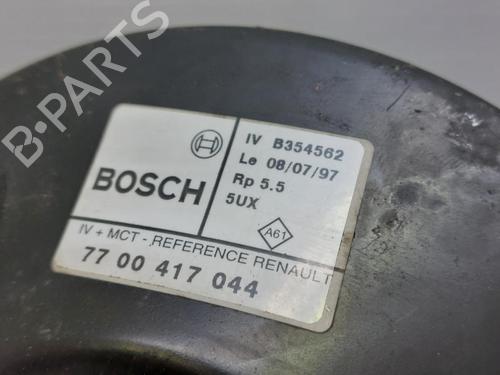 B-PARTS
BOSCH
IV B354562
Le 08/07/97
Rp 5.5
5UX
A61
IV + MCT - REFERENCE RENAULT
77 00 417 044